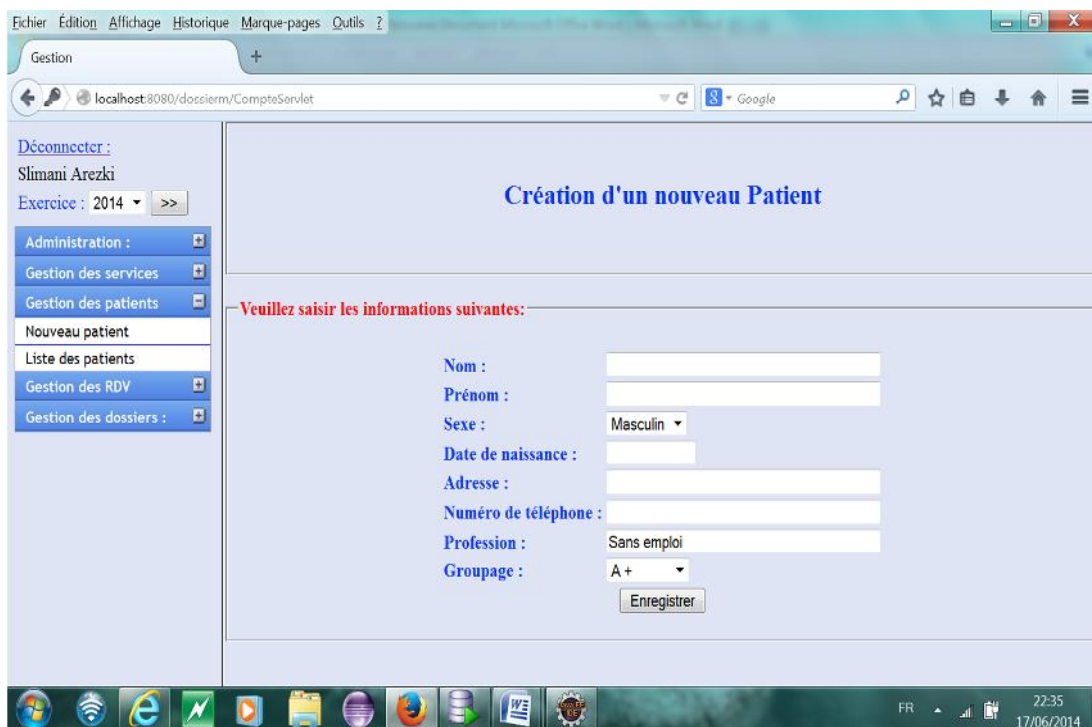 Fichier Édition Affichage Historique Marque-pages Outils ?
Gestion
+
localhost:8080/dossierm/CompteServlet
8 Google
Déconnecter :
Slimani Arezki
Exercice : 2014 >>
Administration :
Gestion des services
Gestion des patients
Nouveau patient
Liste des patients
Gestion des RDV
Gestion des dossiers :
Création d'un nouveau Patient
Veuillez saisir les informations suivantes:
Nom :
Prénom :
Sexe : Masculin
Date de naissance :
Adresse :
Numéro de téléphone :
Profession : Sans emploi
Groupage : A +
Enregistrer
FR
22:35
17/06/2014